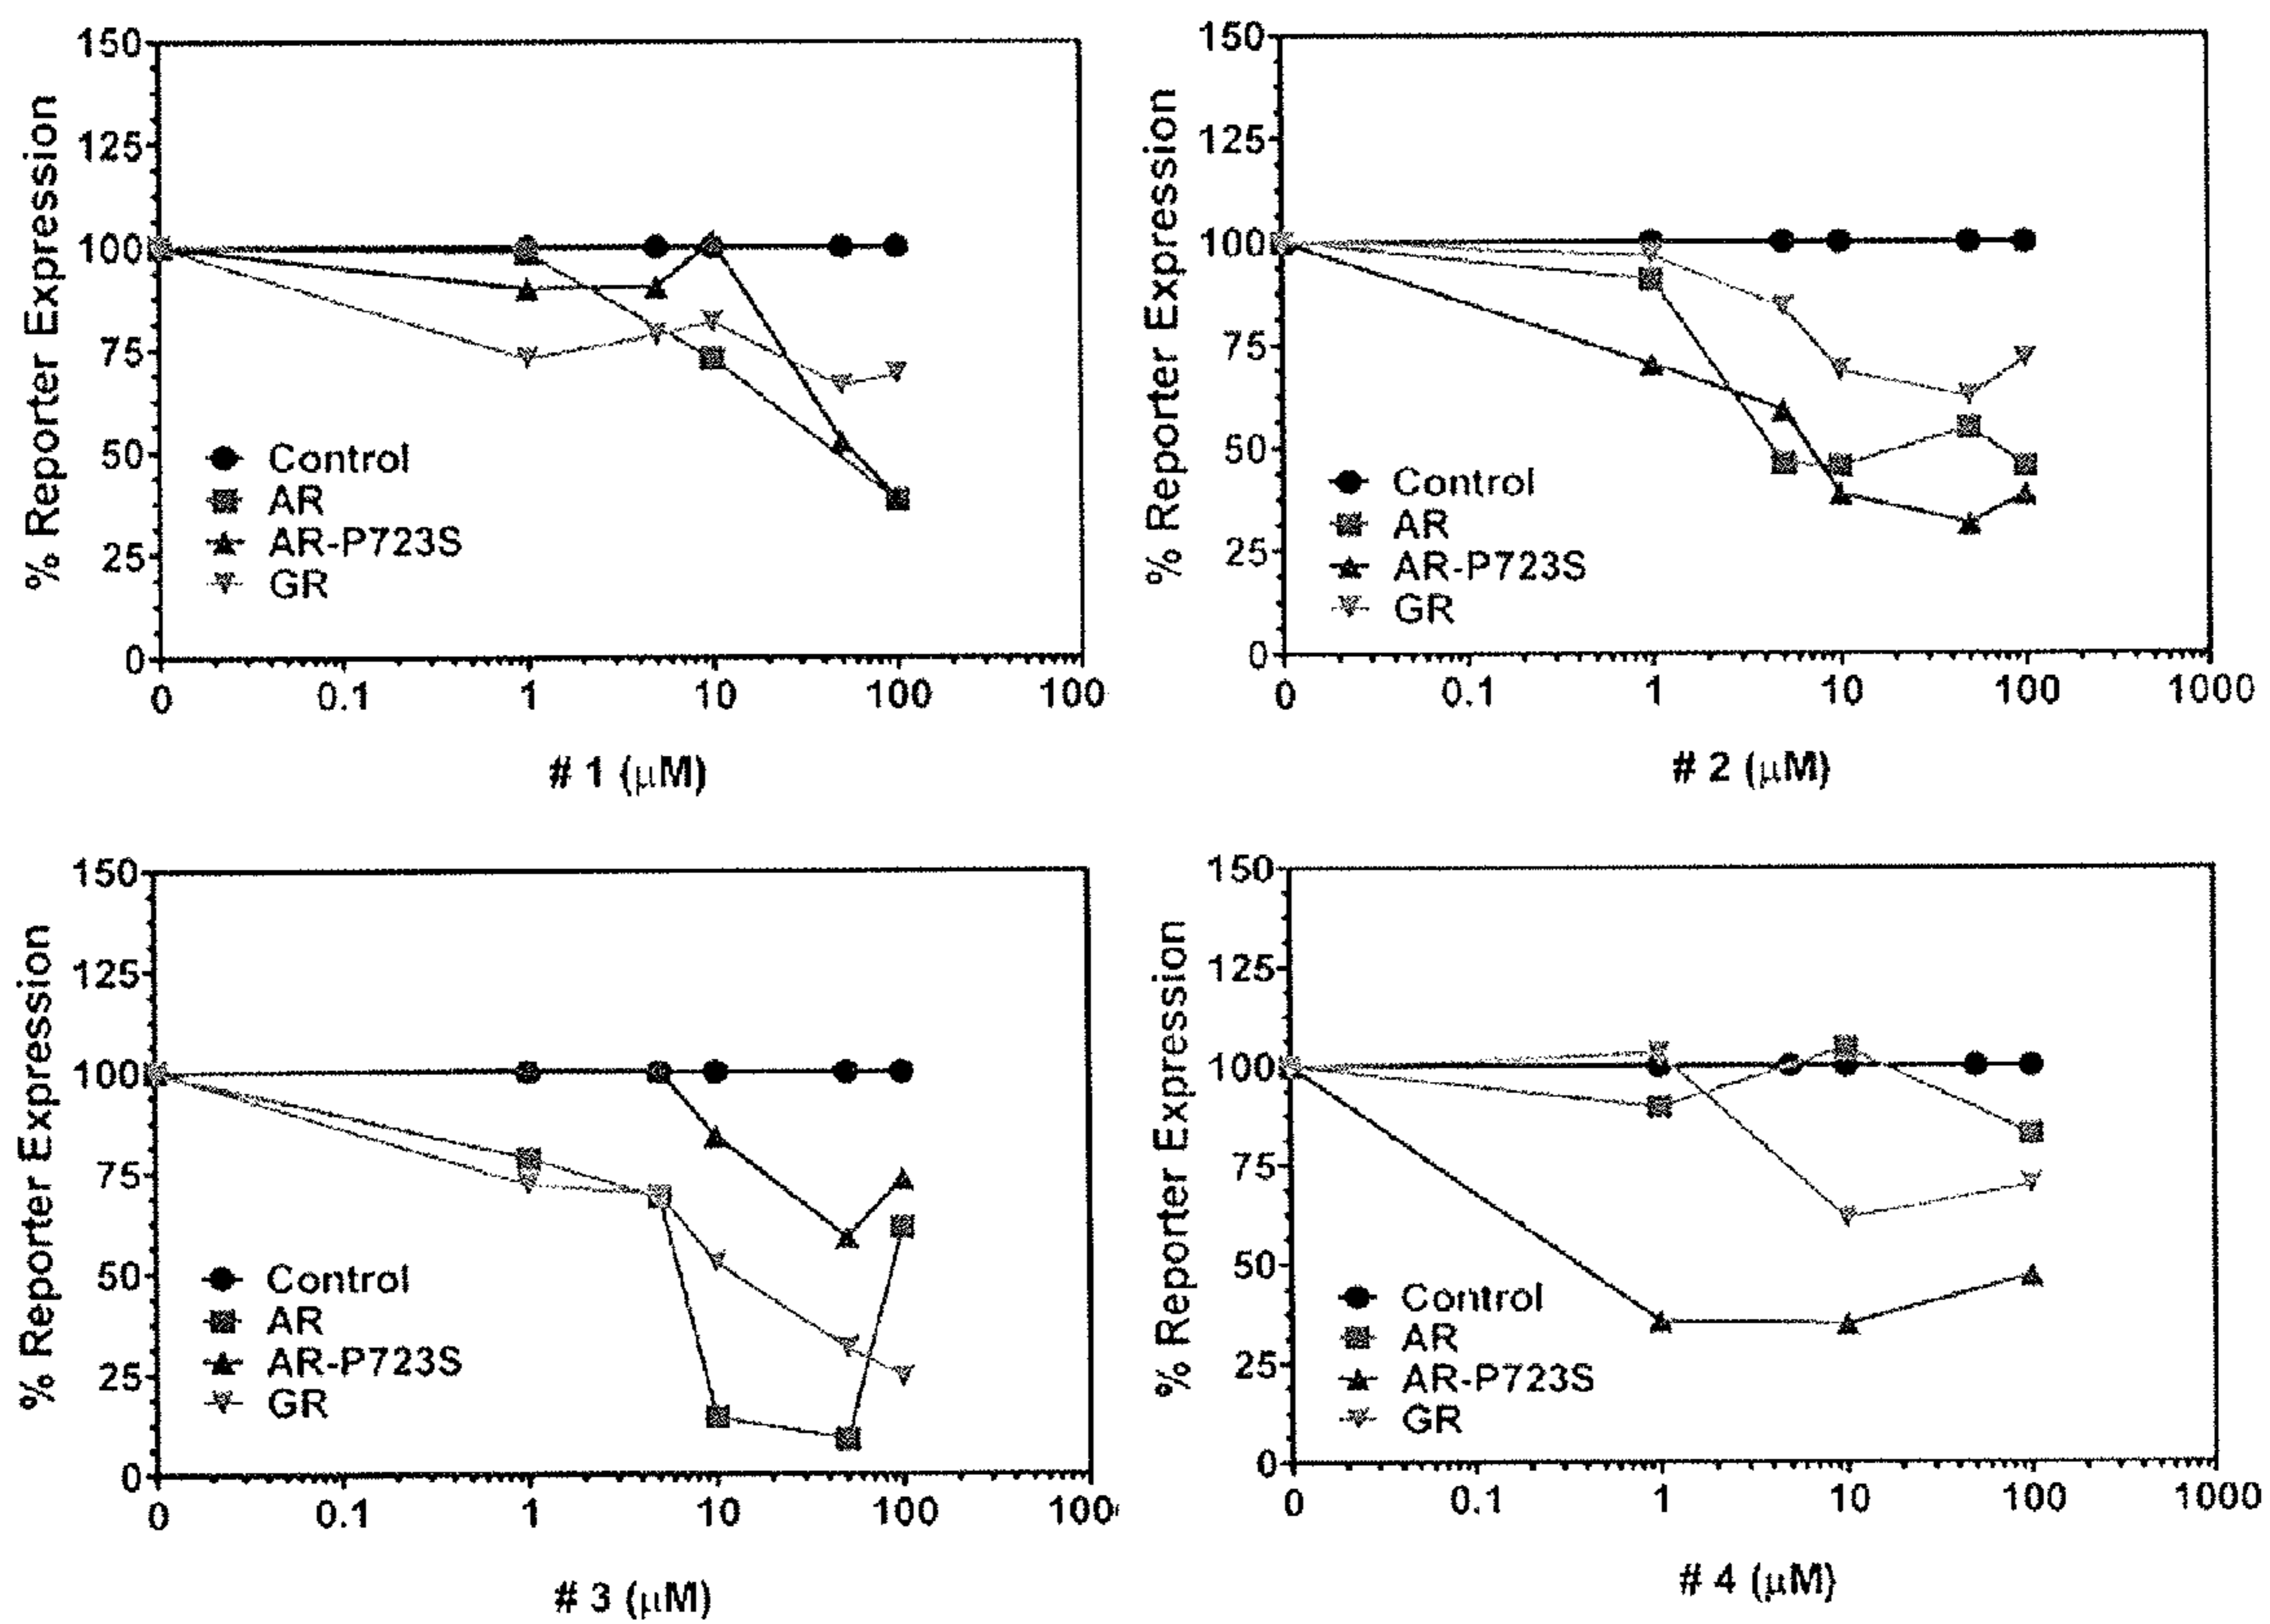 150
125
100
75
50
25
0
% Reporter Expression
Control
AR
AR-P723S
GR
0 0.1 1 10 100 100
# 1 (μM)
150
125
100
75
50
25
0
% Reporter Expression
Control
AR
AR-P723S
GR
0 0.1 1 10 100 1000
# 2 (μM)
150
125
100
75
50
25
0
% Reporter Expression
Control
AR
AR-P723S
GR
0 0.1 1 10 100 100
# 3 (μM)
150
125
100
75
50
25
0
% Reporter Expression
Control
AR
AR-P723S
GR
0 0.1 1 10 100 1000
# 4 (μM)